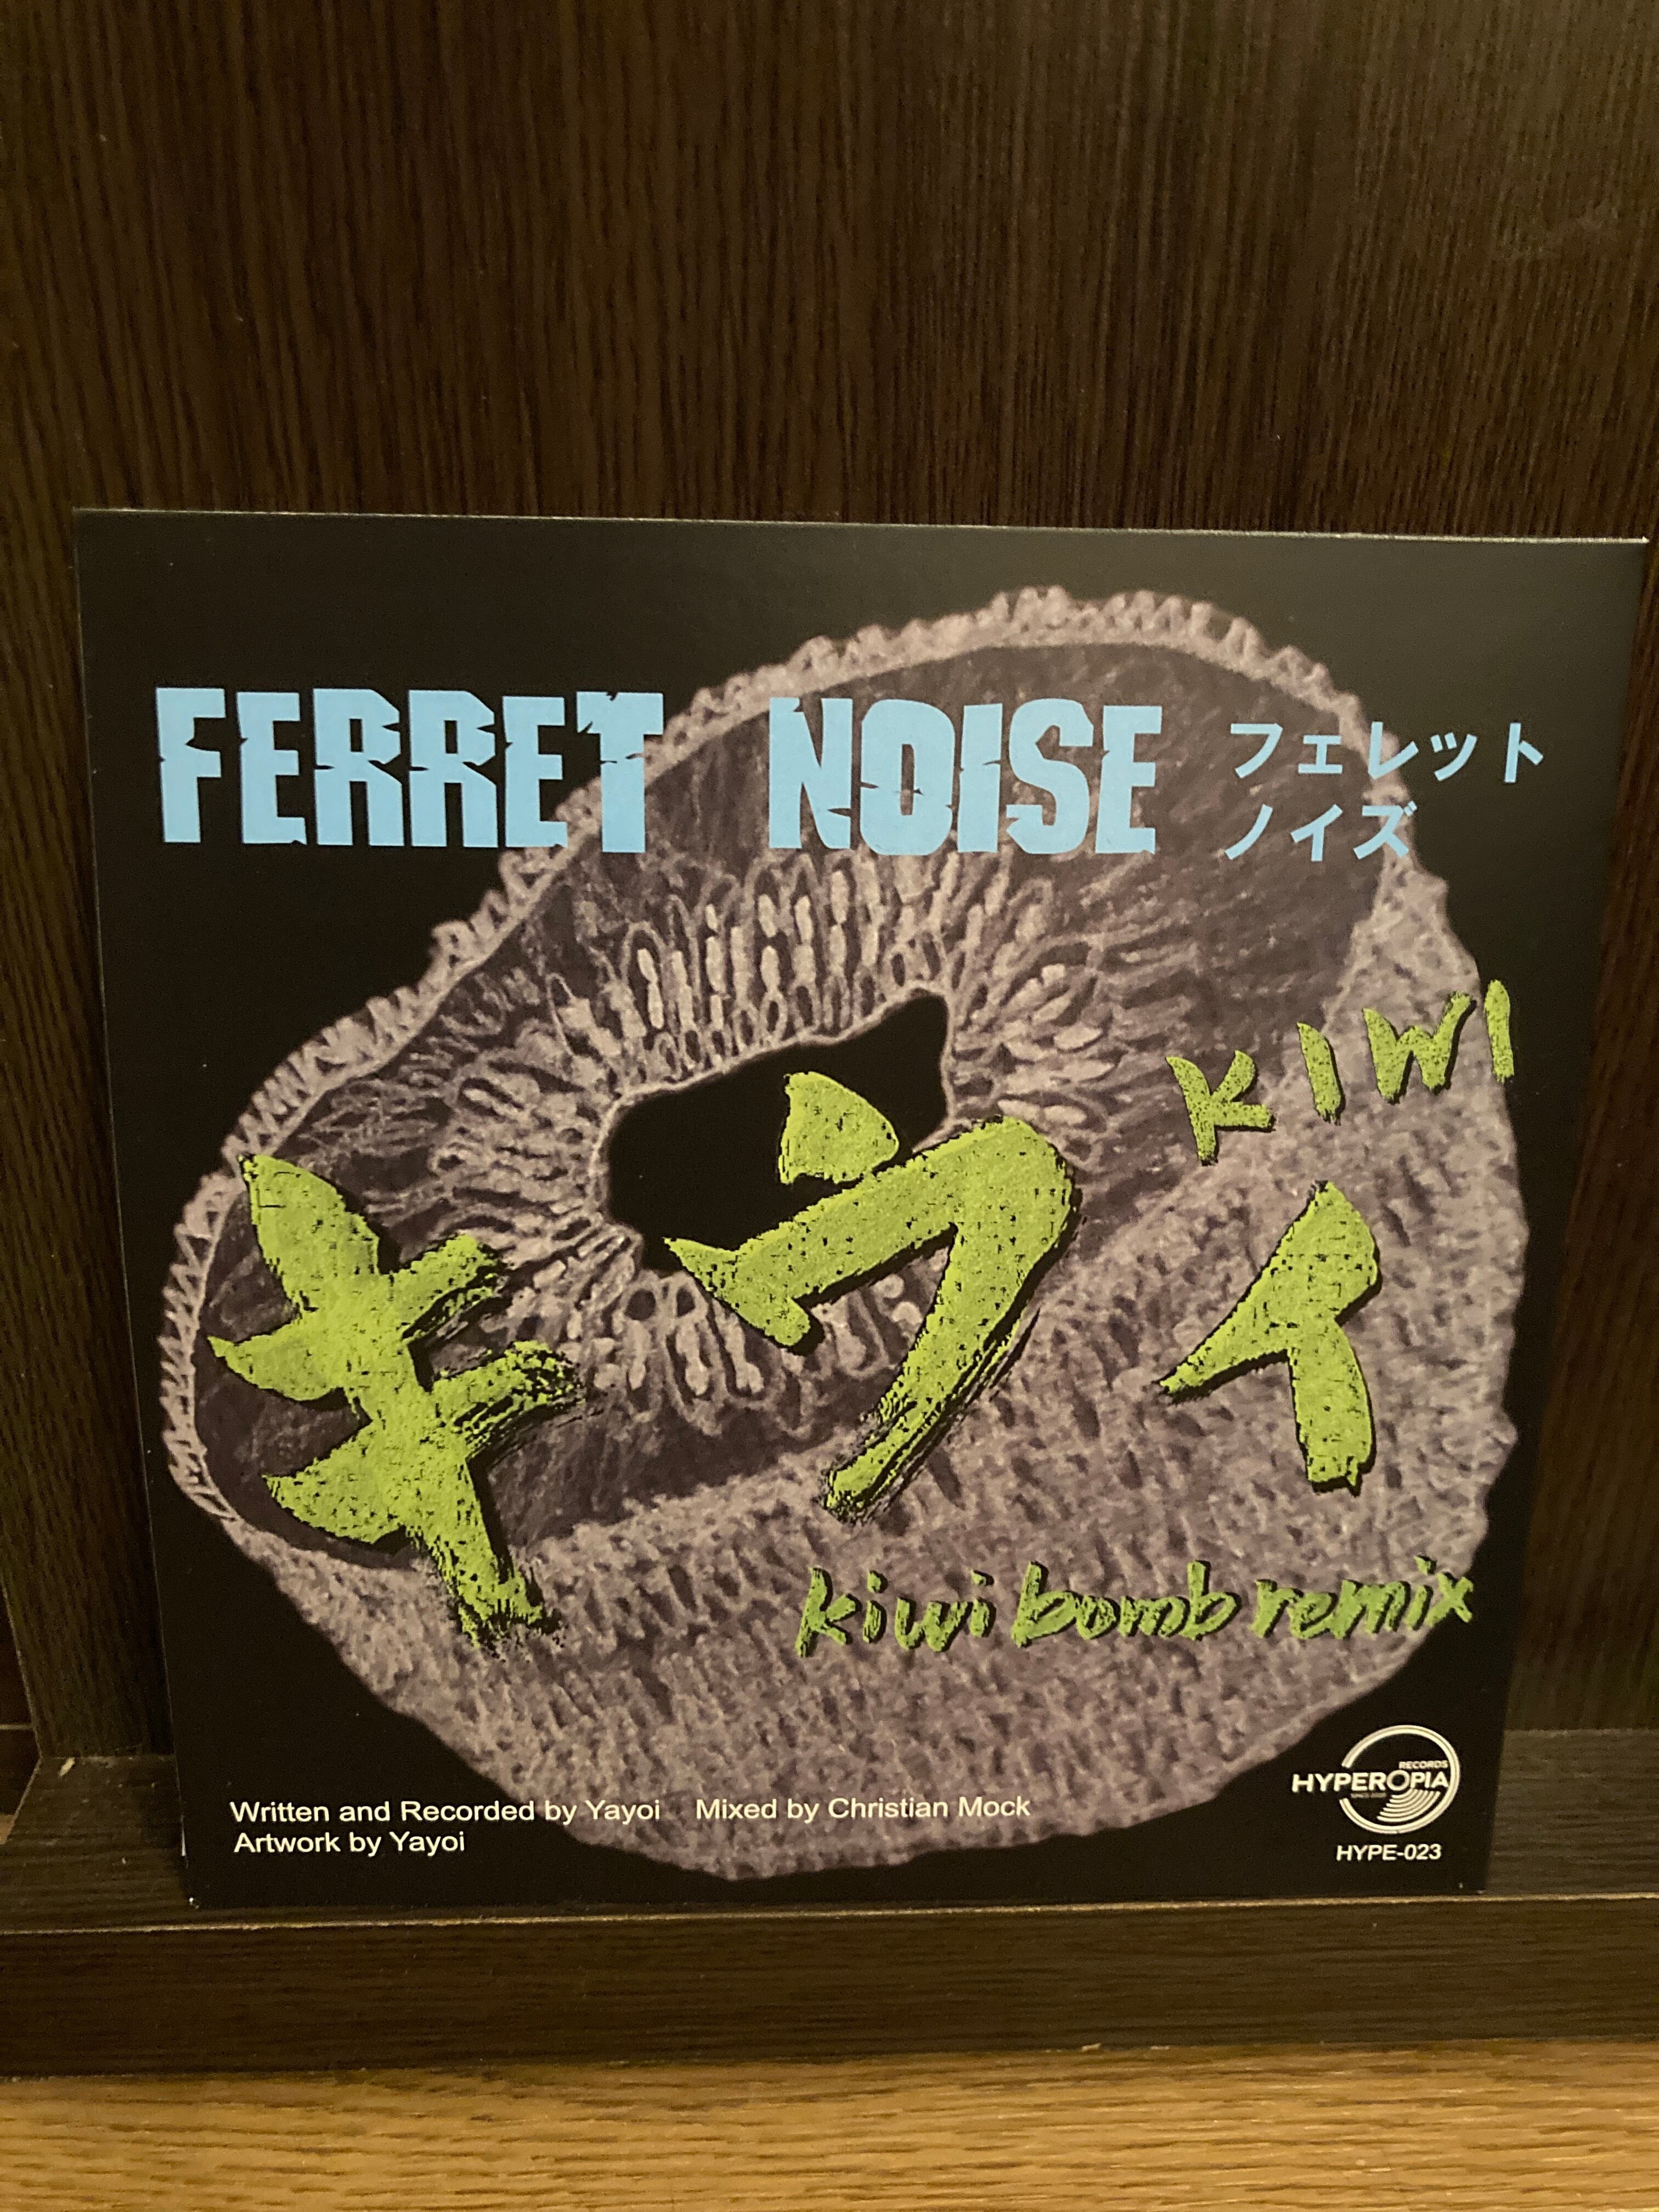 FERRET NOISE フェレット
ノイズ
KIWI
キウイ
kiwi bomb remix
RECORDS
HYPEROPIA
Written and Recorded by Yayoi Mixed by Christian Mock
Artwork by Yayoi
HYPE-023